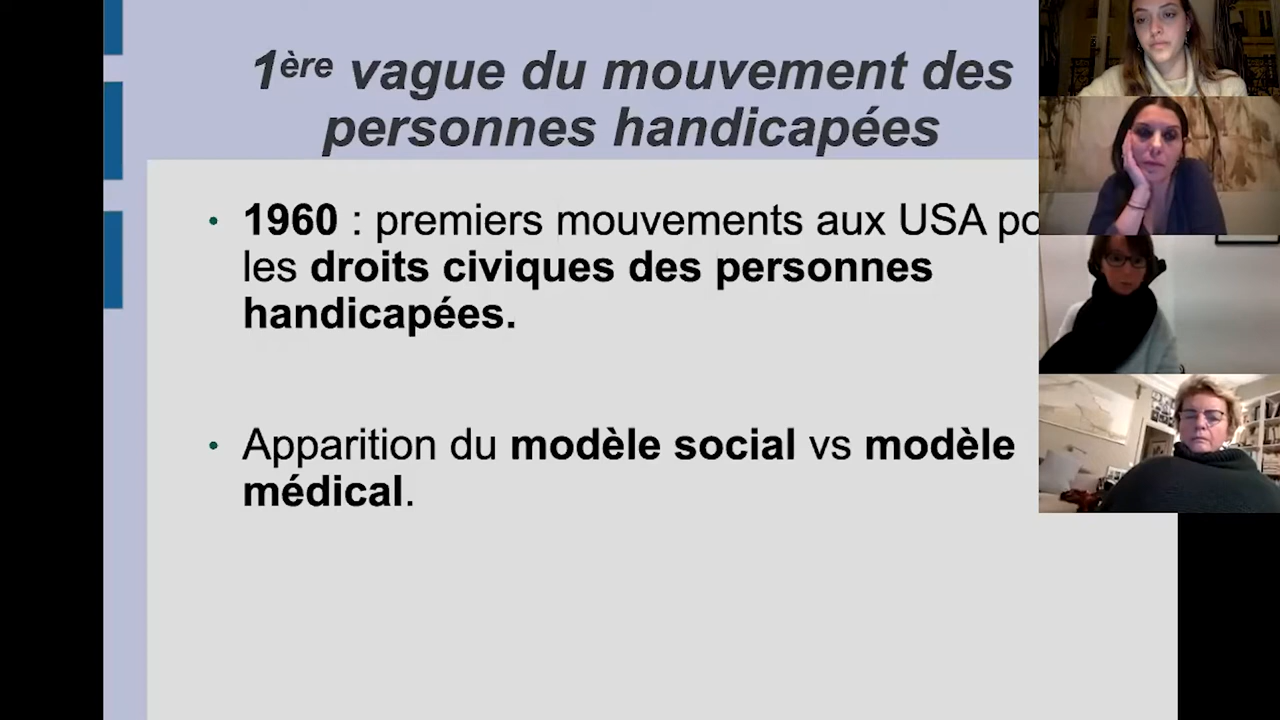 1ère vague du mouvement des
personnes handicapées
• 1960 : premiers mouvements aux USA
les droits civiques des personnes
handicapées.
• Apparition du modèle social vs modèle
médical.